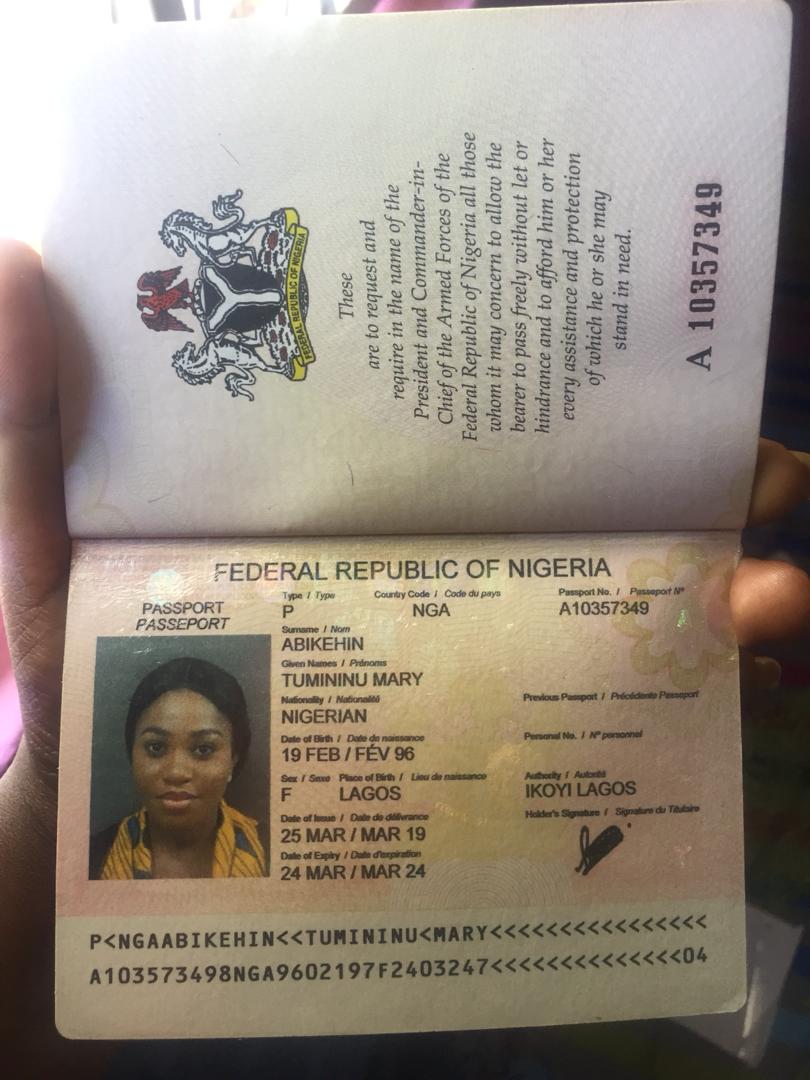 FEDERAL REPUBLIC OF NIGERIA
These
are to request and
require in the name of the
President and Commander-in-
Chief of the Armed Forces of the
Federal Republic of Nigeria all those
whom it may concern to allow the
bearer to pass freely without let or
hindrance and to afford him or her
every assistance and protection
of which he or she may
stand in need.
A 10357349
FEDERAL REPUBLIC OF NIGERIA
PASSPORT
PASSEPORT
Type / Type Country Code / Code du pays Passport No. / Passeport Nº
P NGA A10357349
Surname / Nom
ABIKEHIN
Given Names / Prénoms
TUMININU MARY
Nationality / Nationalité Previous Passport / Précédente Passeport
NIGERIAN
Date of Birth / Date de naissance Personal No. / Nº personnel
19 FEB / FÉV 96
Sex / Sexe Place of Birth / Lieu de naissance Authority / Autorité
F LAGOS IKOYI LAGOS
Date of Issue / Date de délivrance Holder's Signature / Signature du Titulaire
25 MAR / MAR 19
Date of Expiry / Date d'expiration
24 MAR / MAR 24
P<NGAABIKEHIN<<TUMININU<MARY<<<<<<<<<<<<<<<<
A103573498NGA9602197F2403247<<<<<<<<<<<<<<04